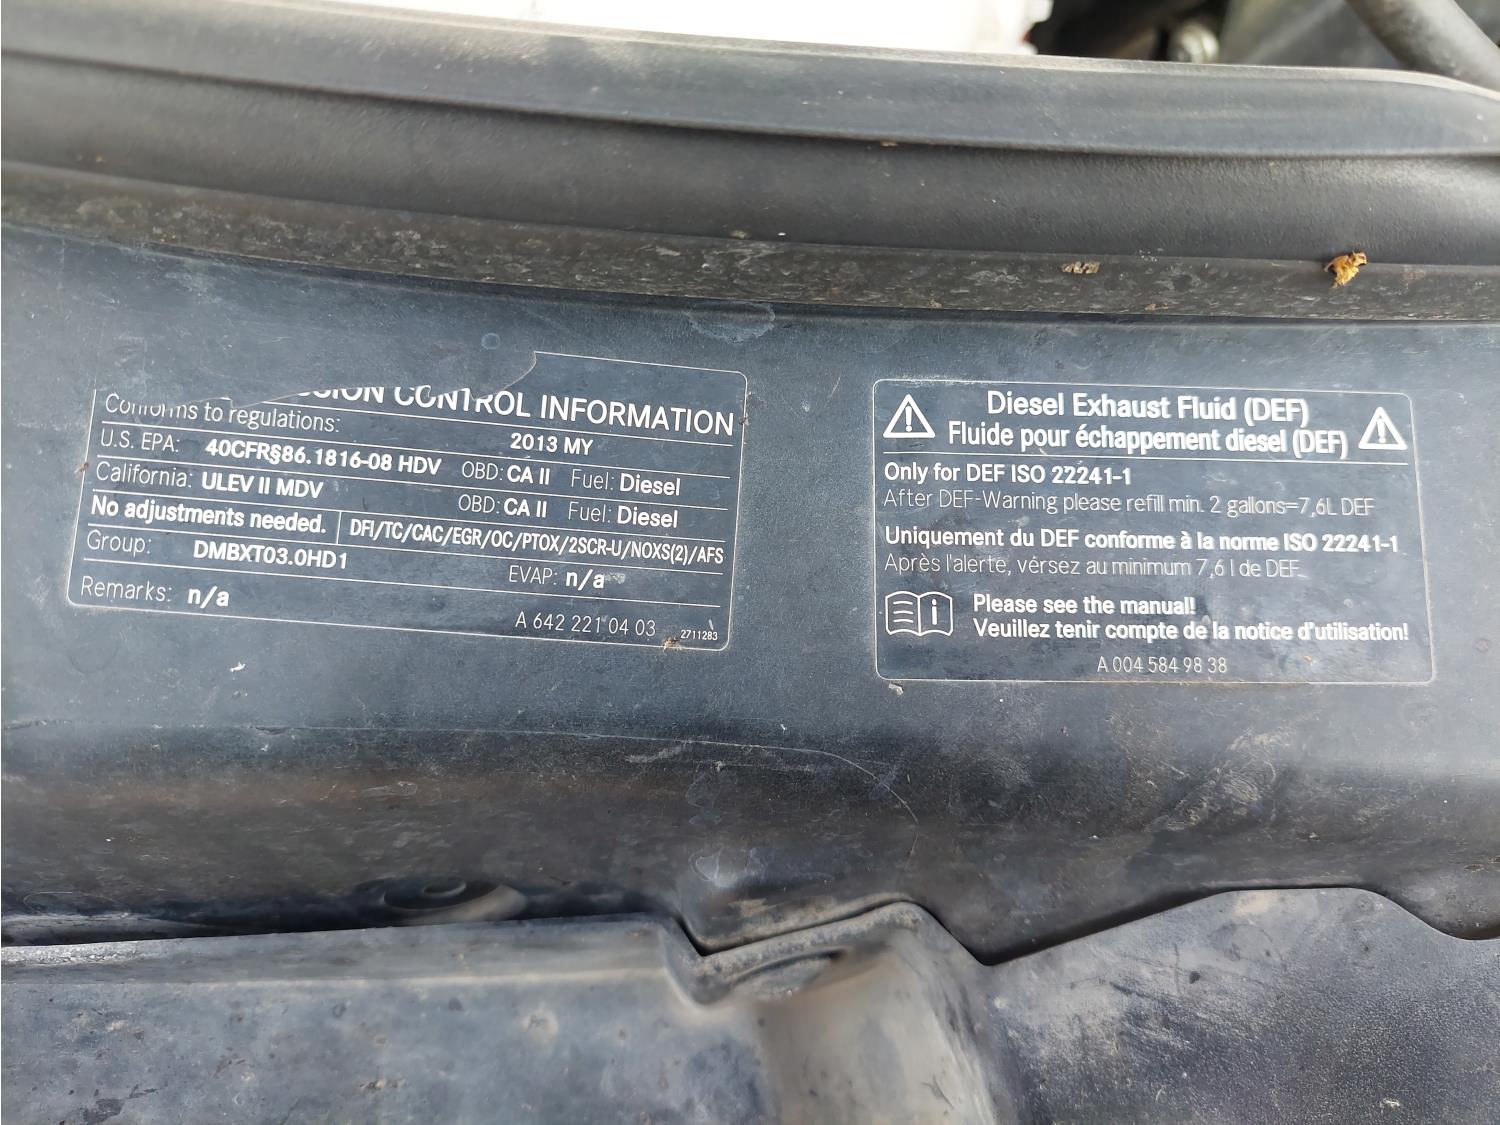 CONTROL INFORMATION
Conforms to regulations: 2013 MY
U.S. EPA: 40CFR§86.1816-08 HDV OBD: CA II Fuel: Diesel
California: ULEV II MDV OBD: CA II Fuel: Diesel
No adjustments needed. DFI/TC/CAC/EGR/OC/PTOX/2SCR-U/NOXS(2)/AFS
Group: DMBXT03.0HD1 EVAP: n/a
Remarks: n/a
A 642 221 04 03 2711283
Diesel Exhaust Fluid (DEF)
Fluide pour échappement diesel (DEF)
Only for DEF ISO 22241-1
After DEF-Warning please refill min. 2 gallons=7,6L DEF
Uniquement du DEF conforme à la norme ISO 22241-1
Après l'alerte, vérsez au minimum 7,6 l de DEF
Please see the manual!
Veuillez tenir compte de la notice d'utilisation!
A 004 584 98 38